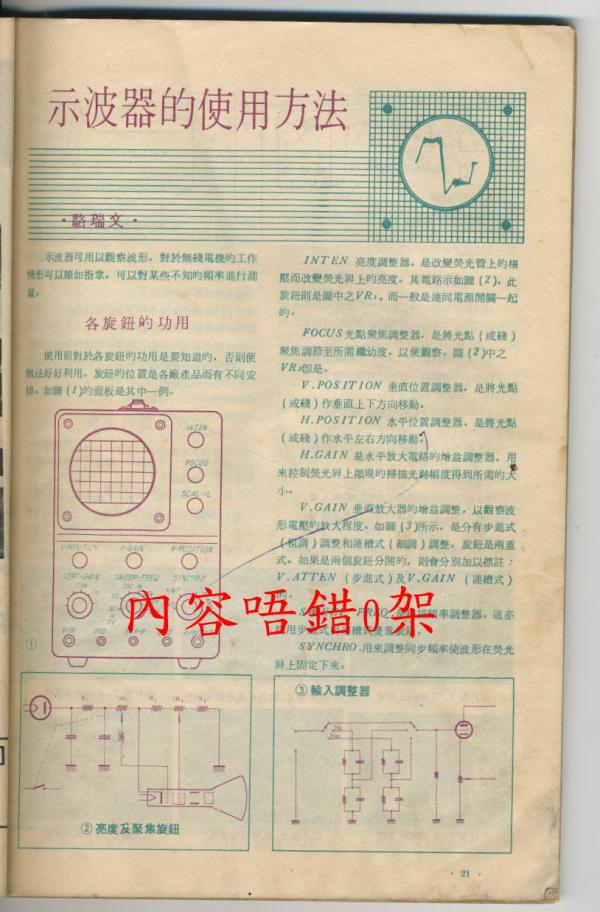 示波器的使用方法
·駱瑞文·
示波器可用以觀察波形，對於無綫電機的工作
情形可以瞭如指掌，可以對某些不知的頻率進行測
量。
各旋鈕的功用
使用前對於各旋鈕的功用是要知道的，否則便
無法好好利用。旋鈕的位置是各廠產品而有不同安
排。如圖(1)的面板是其中一例。
INTEN
FOCUS
SCAL-IL
V-POSITION H-GAIN H-POSITION
VERT-GAIN SWEEP-FREQ SYNCHRO
V-IN GND
①
②亮度及聚焦旋鈕
INTEN 亮度調整器，是改變熒光管上的柵
壓而改變熒光屏上的亮度。其電路示如圖(2)，此
旋鈕則是圖中之VR₁。而一般是連同電源開關一起
的。
FOCUS光點聚焦調整器，是將光點(或綫)
聚焦調節至所需纖幼度，以便觀察。圖(2)中之
VR₂卽是。
V.POSITION 垂直位置調整器，是將光點
(或綫)作垂直上下方向移動。
H.POSITION 水平位置調整器，是將光點
(或綫)作水平左右方向移動。
H.GAIN 是水平放大電路的增益調整器，用
來控制熒光屏上顯現的掃描光跡幅度得到所需的大
小。
V.GAIN 垂直放大器的增益調整，以觀察波
形電壓的放大程度。如圖(3)所示，是分有步進式
(粗調)調整和連續式(細調)調整。旋鈕是兩重
式。如果是兩個旋鈕分開的，則會分別加以標註：
V.ATTEN (步進式)及V.GAIN (連續式)
的。
FREQ 頻率調整器。這亦
用步進式
SYNCHRO.用來調整同步頻率使波形在熒光
屏上固定下來。
③輸入調整器
內容唔錯0架
·21·